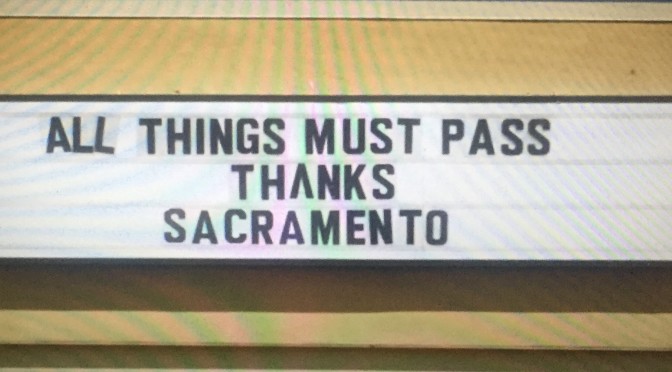 ALL THINGS MUST PASS
THANKS
SACRAMENTO